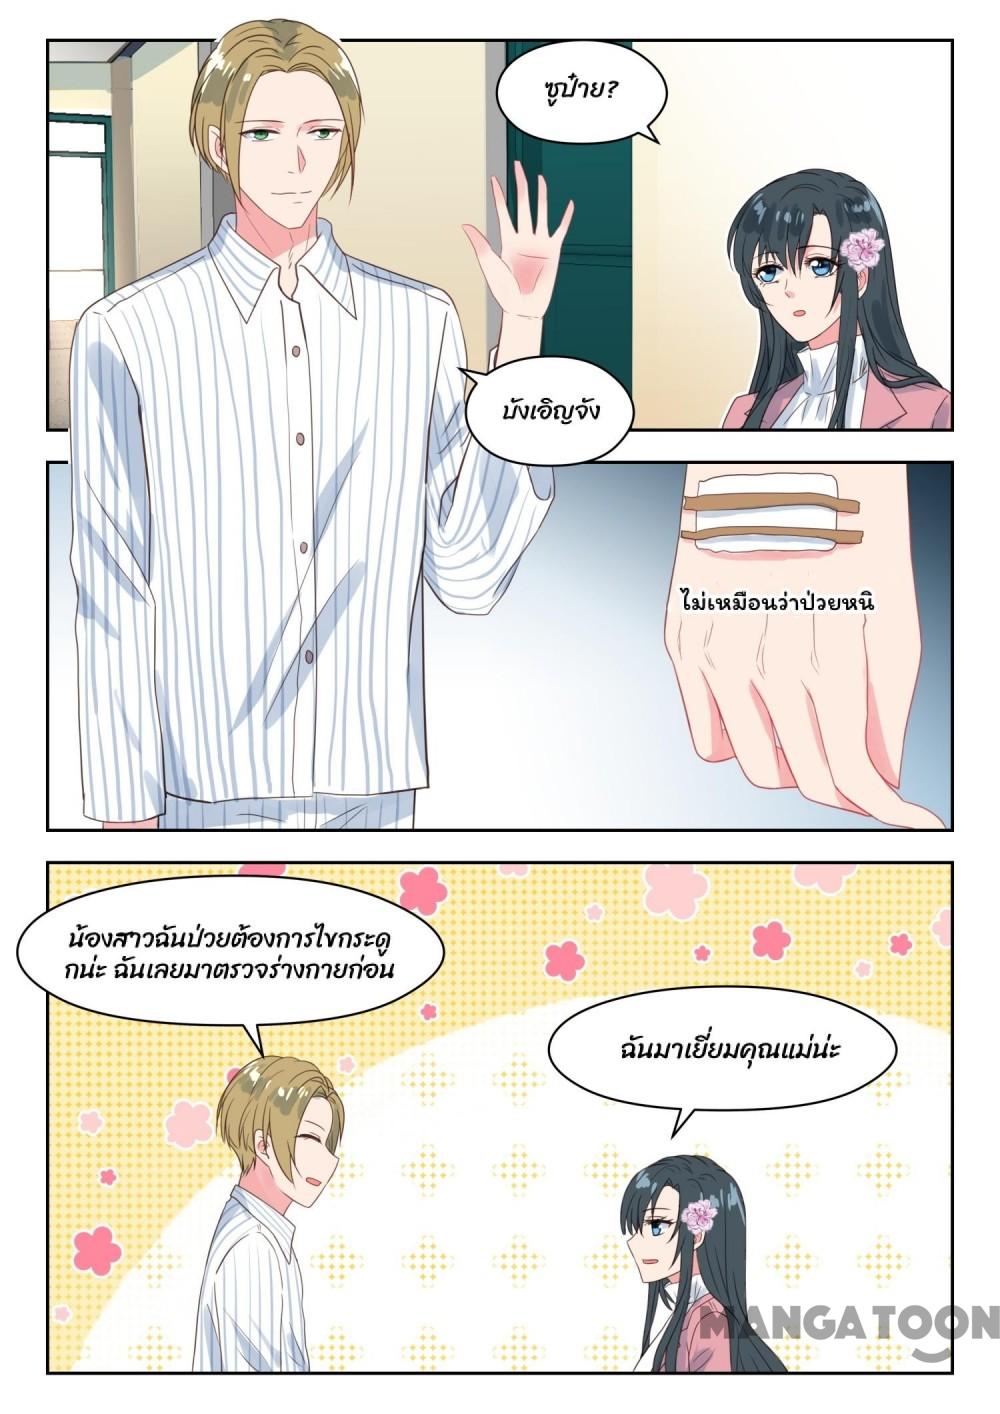 ซูป๋าย?
บังเอิญจัง
ไม่เหมือนว่าป่วยหนิ
น้องสาวฉันป่วยต้องการไขกระดู
กน่ะ ฉันเลยมาตรวจร่างกายก่อน
ฉันมาเยี่ยมคุณแม่น่ะ
MANGATOON